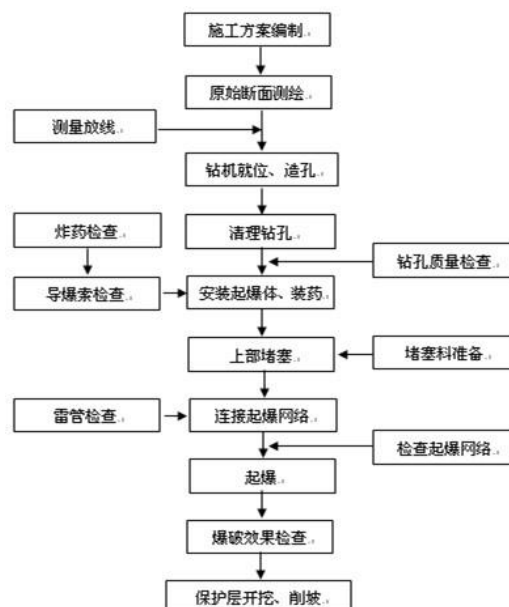 施工方案编制
原始断面测绘
测量放线
钻机就位、造孔
炸药检查
清理钻孔
钻孔质量检查
导爆索检查
安装起爆体、装药
上部堵塞
堵塞料准备
雷管检查
连接起爆网络
检查起爆网络
起爆
爆破效果检查
保护层开挖、削坡